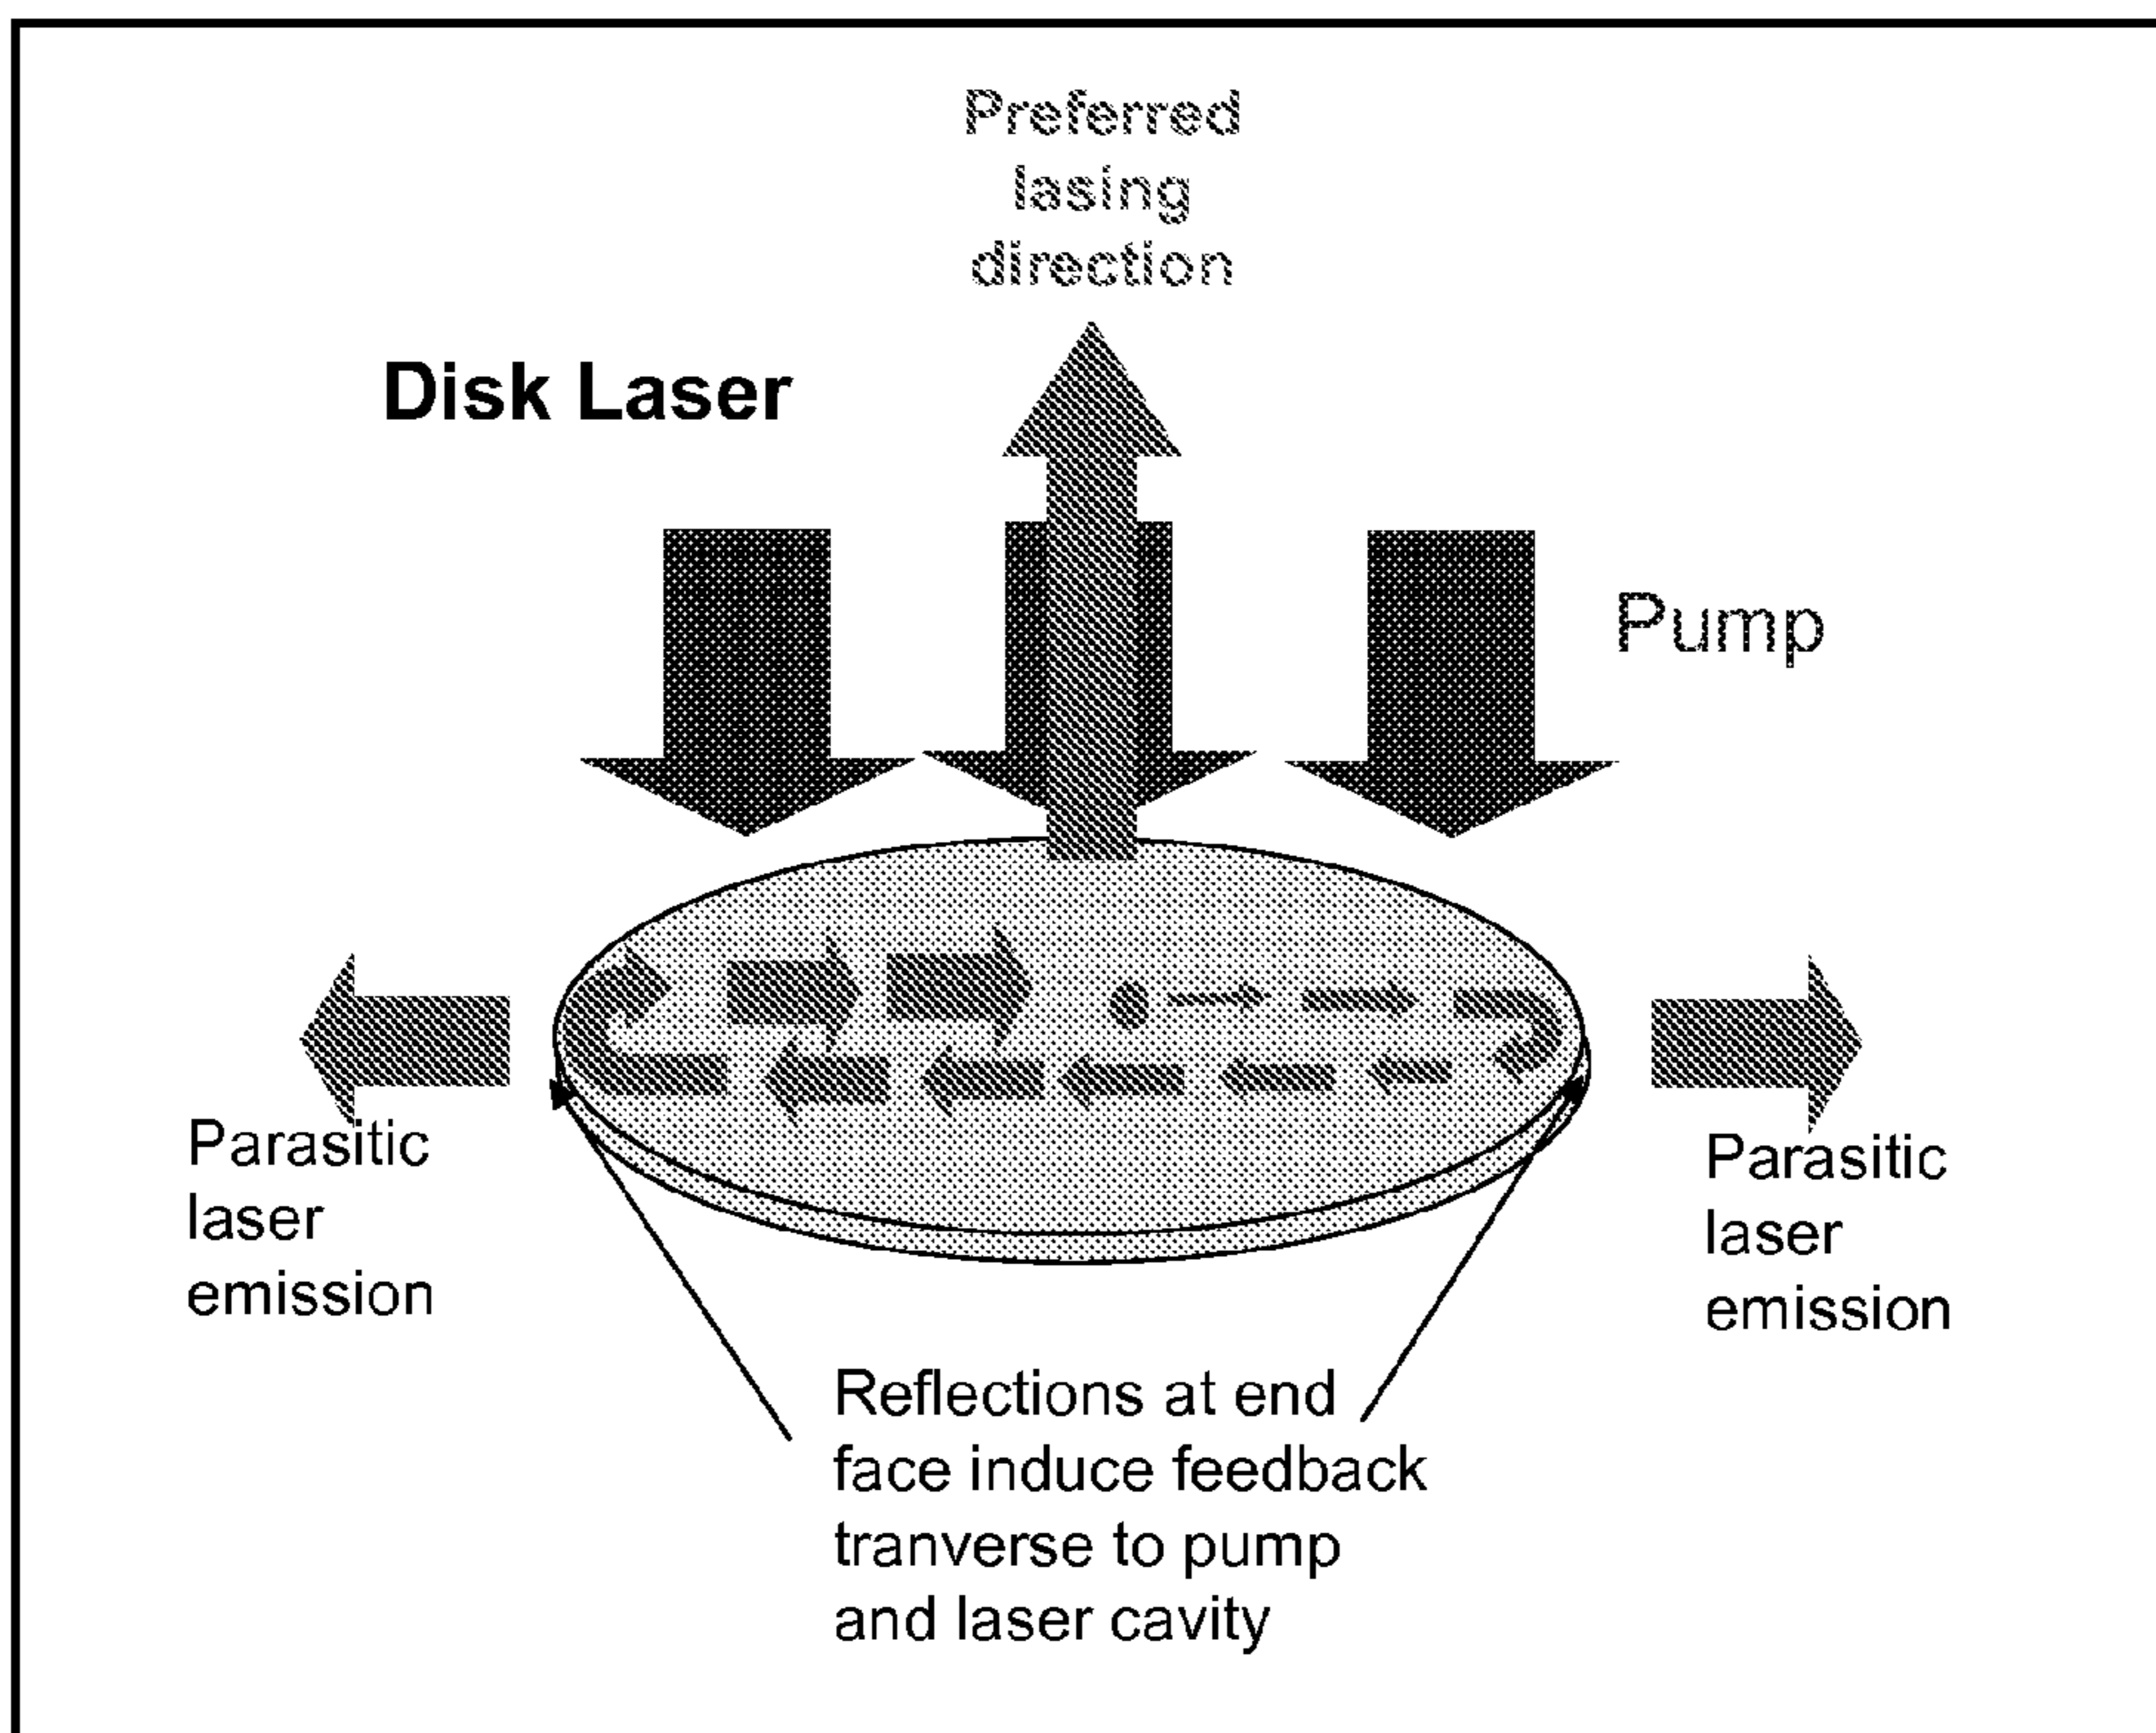 Preferred
lasing
direction
Disk Laser
Pump
Parasitic
laser
emission
Parasitic
laser
emission
Reflections at end
face induce feedback
tranverse to pump
and laser cavity